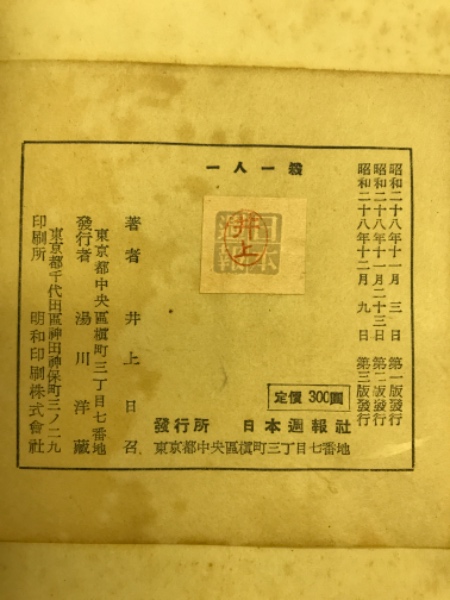 一人一殺
昭和二十八年十一月三日　第一版發行
昭和二十八年十一月二十三日　第二版發行
昭和二十八年十二月九日　第三版發行
井上
日本週報
定價 300圓
著者　井上日召
東京都中央區槇町三丁目七番地
發行者　湯川洋蔵
東京都千代田區神田神保町三ノ二九
印刷所　明和印刷株式會社
發行所　日本週報社
東京都中央區槇町三丁目七番地